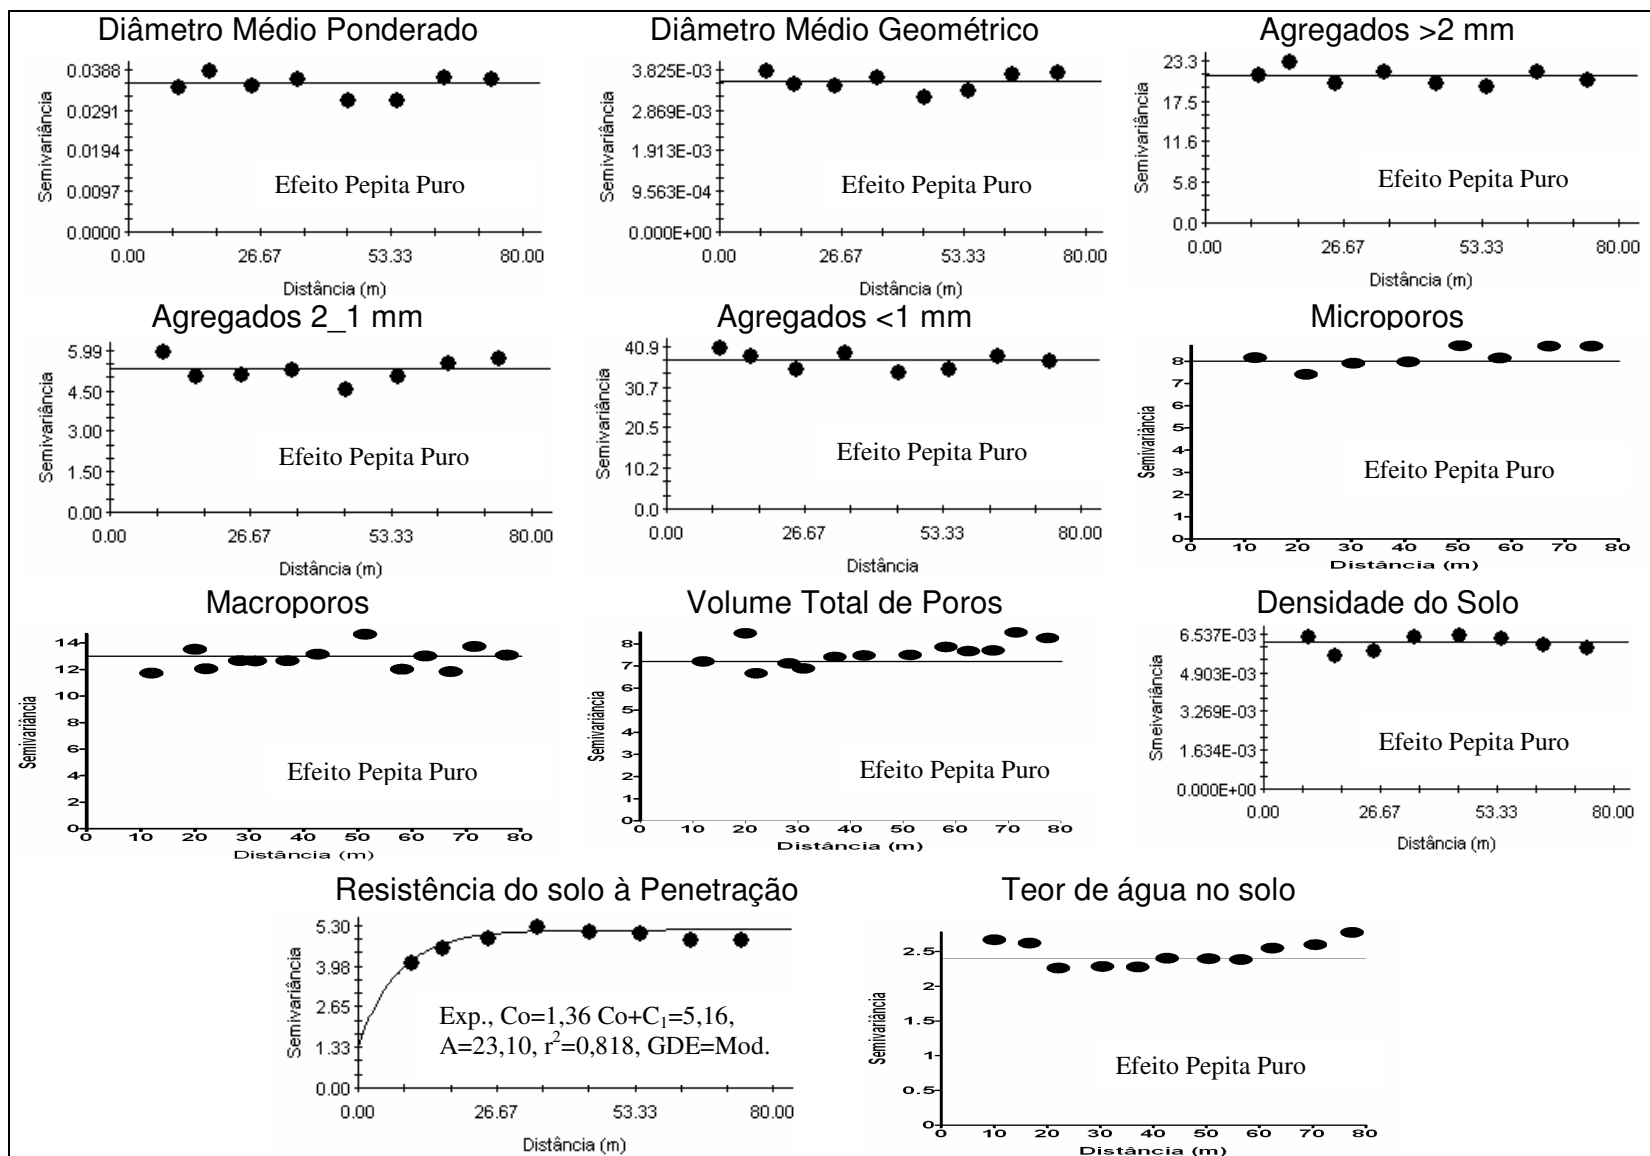 Diâmetro Médio Ponderado
Semivariância
0.0388
0.0291
0.0194
0.0097
0.0000
Efeito Pepita Puro
0.00 26.67 53.33 80.00
Distância (m)
Diâmetro Médio Geométrico
Semivariância
3.825E-03
2.869E-03
1.913E-03
9.563E-04
0.000E+00
Efeito Pepita Puro
0.00 26.67 53.33 80.00
Distância (m)
Agregados >2 mm
Semivariância
23.3
17.5
11.6
5.8
0.0
Efeito Pepita Puro
0.00 26.67 53.33 80.00
Distância (m)
Agregados 2_1 mm
Semivariância
5.99
4.50
3.00
1.50
0.00
Efeito Pepita Puro
0.00 26.67 53.33 80.00
Distância (m)
Agregados <1 mm
Semivariância
40.9
30.7
20.5
10.2
0.0
Efeito Pepita Puro
0.00 26.67 53.33 80.00
Distância
Microporos
Semivariância
8
7
6
5
4
3
2
1
0
Efeito Pepita Puro
0 10 20 30 40 50 60 70 80
Distância (m)
Macroporos
Semivariância
14
12
10
8
6
4
2
0
Efeito Pepita Puro
0 10 20 30 40 50 60 70 80
Distância (m)
Volume Total de Poros
Semivariância
8
7
6
5
4
3
2
1
0
Efeito Pepita Puro
0 10 20 30 40 50 60 70 80
Distância (m)
Densidade do Solo
Smeivariância
6.537E-03
4.903E-03
3.269E-03
1.634E-03
0.000E+00
Efeito Pepita Puro
0.00 26.67 53.33 80.00
Distância (m)
Resistência do solo à Penetração
Semivariância
5.30
3.98
2.65
1.33
0.00
Exp., Co=1,36 Co+C₁=5,16,
A=23,10, r²=0,818, GDE=Mod.
0.00 26.67 53.33 80.00
Distância (m)
Teor de água no solo
Semivariância
2.5
2
1.5
1
0.5
0
Efeito Pepita Puro
0 10 20 30 40 50 60 70 80
Distância (m)